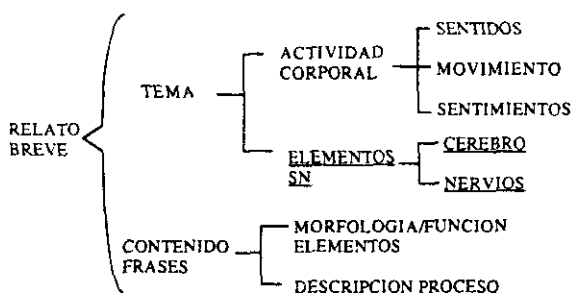 RELATO
BREVE
TEMA
ACTIVIDAD
CORPORAL
SENTIDOS
MOVIMIENTO
SENTIMIENTOS
ELEMENTOS
SN
CEREBRO
NERVIOS
CONTENIDO
FRASES
MORFOLOGIA/FUNCION
ELEMENTOS
DESCRIPCION PROCESO